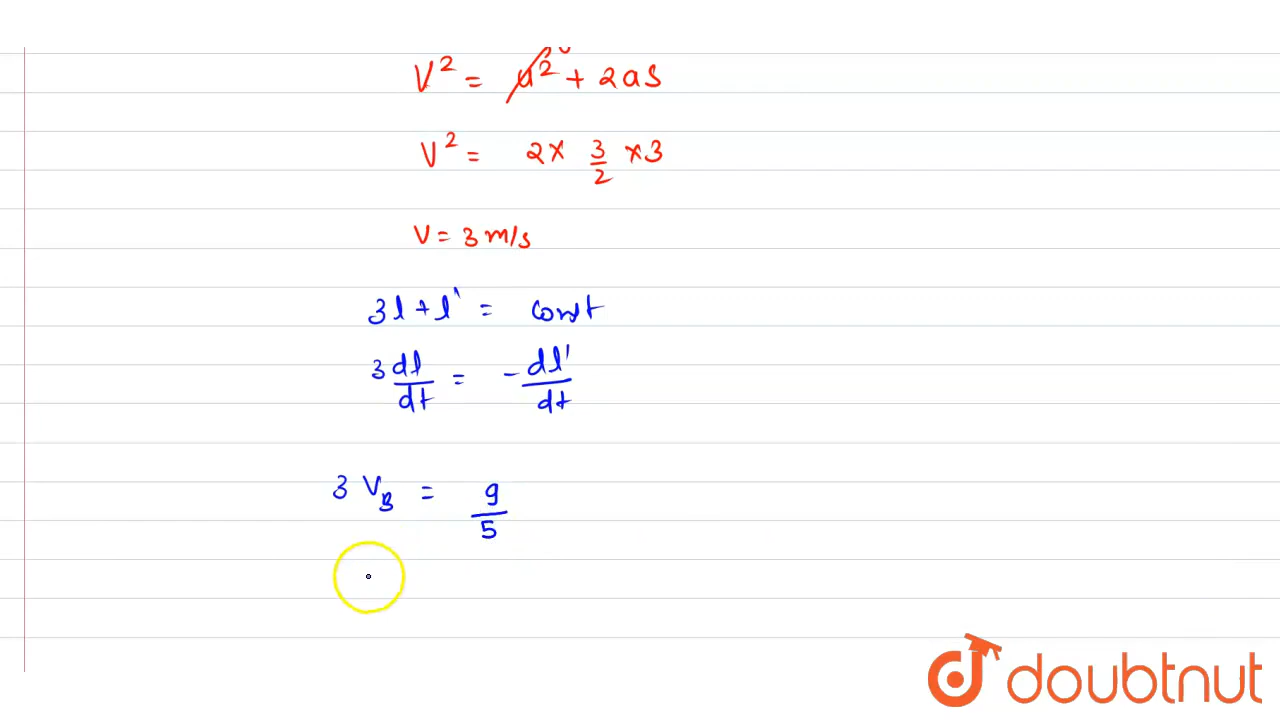 V² = u² + 2aS
V² = 2× 3/2 ×3
V = 3 m/s
3l + l' = const
3 dl/dt = - dl'/dt
3 V_B = 9/5
doubtnut